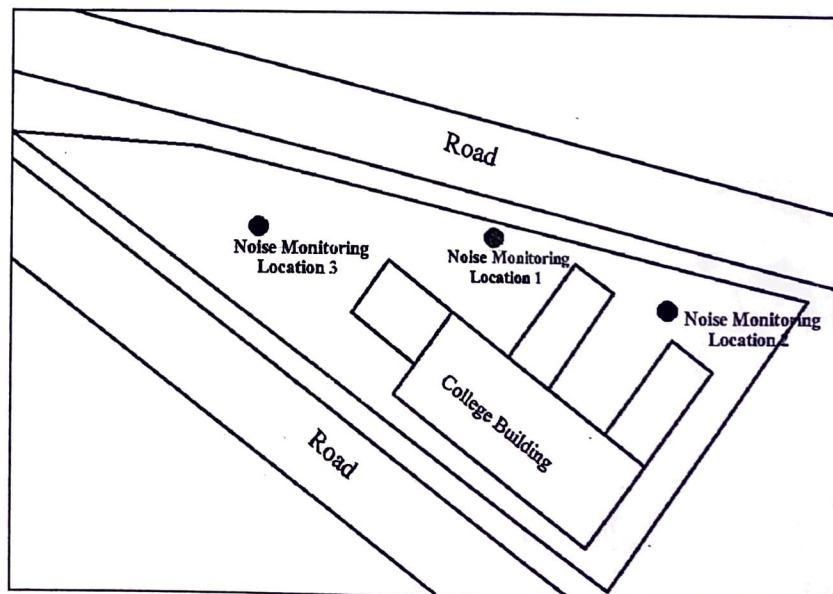 Road
Noise Monitoring
Location 3
Noise Monitoring
Location 1
Noise Monitoring
Location 2
College Building
Road